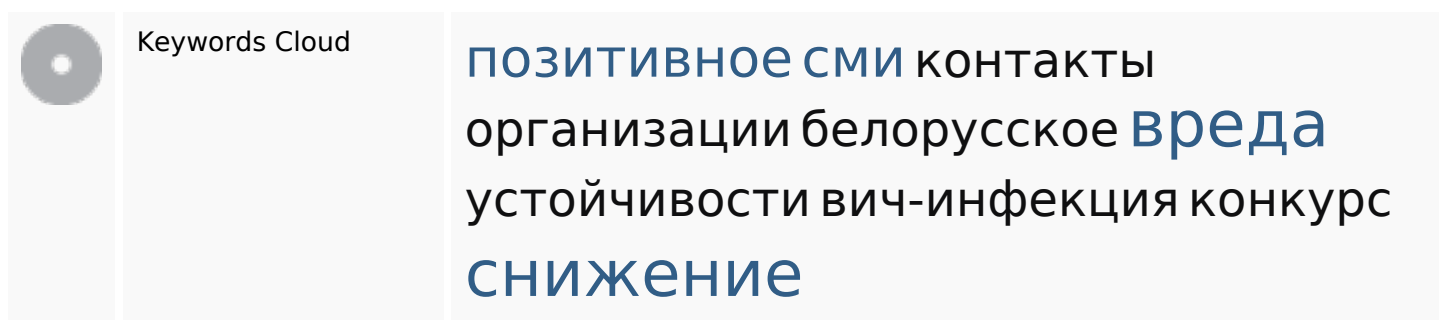 Keywords Cloud
позитивное сми контакты
организации белорусское вреда
устойчивости вич-инфекция конкурс
снижение